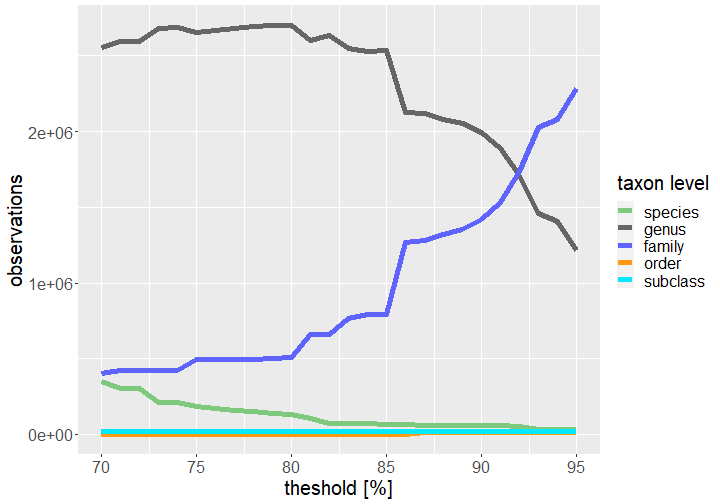 2e+06
1e+06
0e+00
observations
70 75 80 85 90 95
theshold [%]
taxon level
species
genus
family
order
subclass